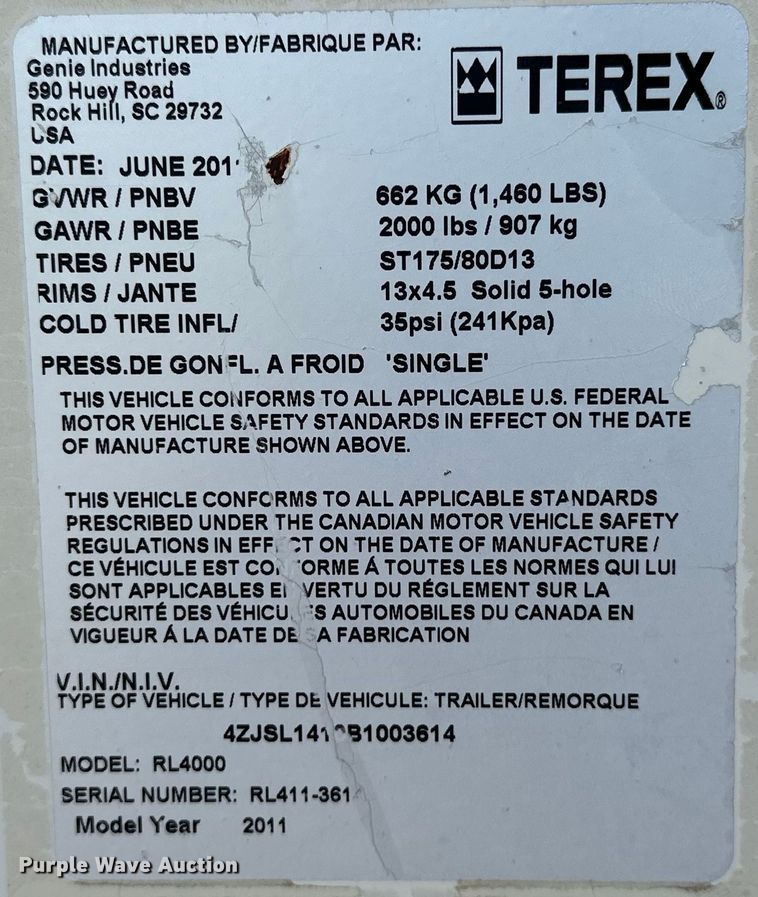 MANUFACTURED BY/FABRIQUE PAR:
Genie Industries
590 Huey Road
Rock Hill, SC 29732
USA
TEREX®
DATE: JUNE
GVWR / PNBV 662 KG (1,460 LBS)
GAWR / PNBE 2000 lbs / 907 kg
TIRES / PNEU ST175/80D13
RIMS / JANTE 13x4.5 Solid 5-hole
COLD TIRE INFL/ 35psi (241Kpa)
PRESS.DE GONFL. A FROID 'SINGLE'
THIS VEHICLE CONFORMS TO ALL APPLICABLE U.S. FEDERAL
MOTOR VEHICLE SAFETY STANDARDS IN EFFECT ON THE DATE
OF MANUFACTURE SHOWN ABOVE.
THIS VEHICLE CONFORMS TO ALL APPLICABLE STANDARDS
PRESCRIBED UNDER THE CANADIAN MOTOR VEHICLE SAFETY
REGULATIONS IN EFFECT ON THE DATE OF MANUFACTURE /
CE VÉHICULE EST CONFORME Á TOUTES LES NORMES QUI LUI
SONT APPLICABLES EN VERTU DU RÉGLEMENT SUR LA
SÉCURITÉ DES VÉHICULES AUTOMOBILES DU CANADA EN
VIGUEUR Á LA DATE DE SA FABRICATION
V.I.N./N.I.V.
TYPE OF VEHICLE / TYPE DE VEHICULE: TRAILER/REMORQUE
MODEL: RL4000
SERIAL NUMBER: RL411-3614
Model Year 2011
Purple Wave Auction